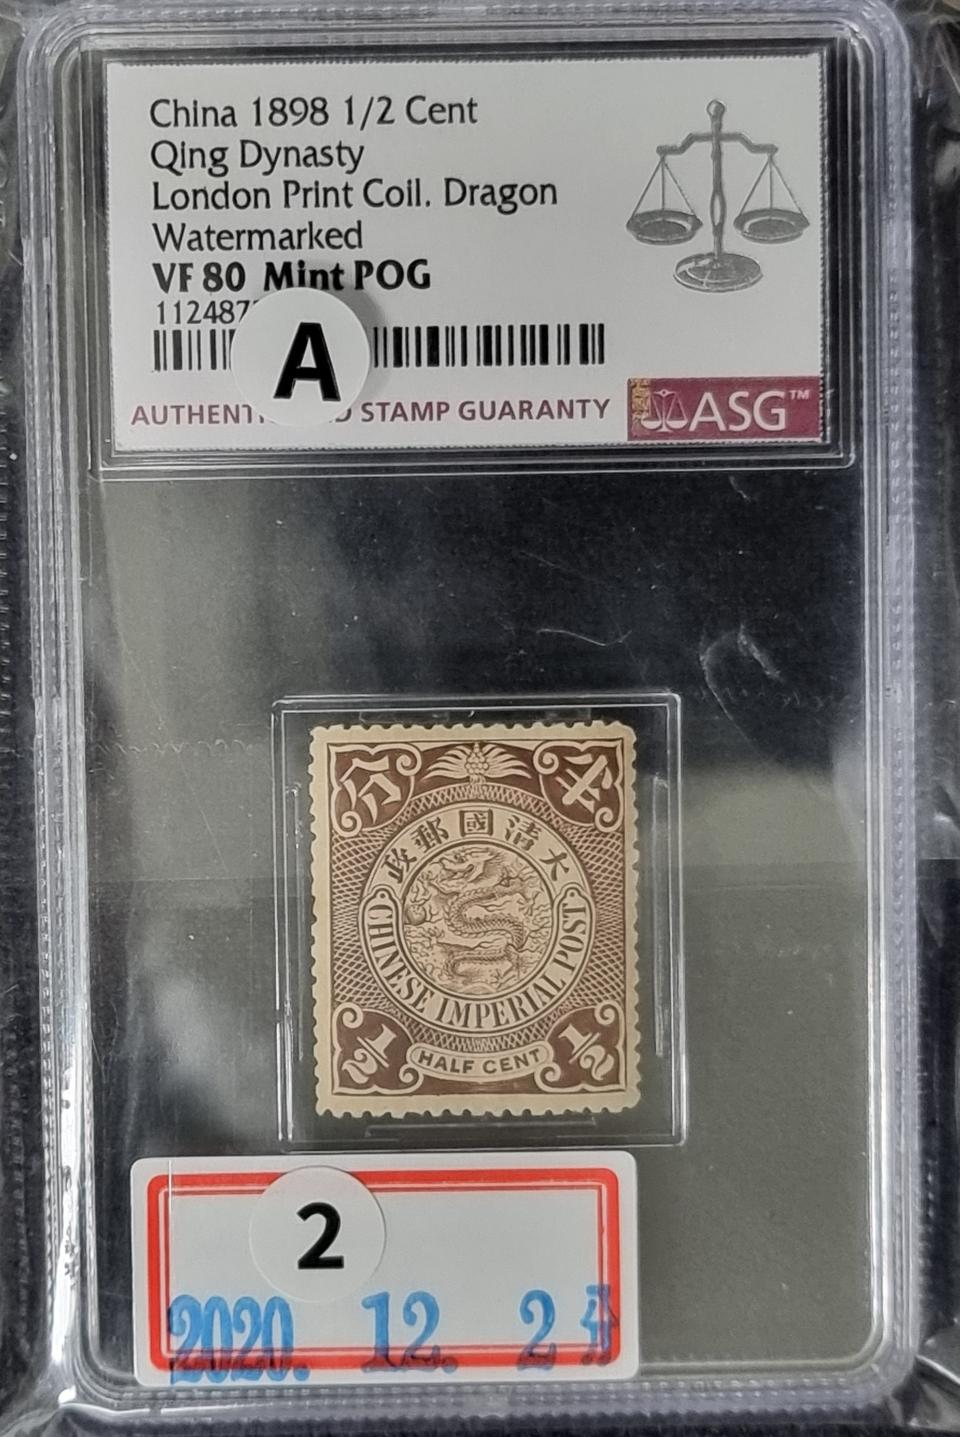 China 1898 1/2 Cent
Qing Dynasty
London Print Coil. Dragon
Watermarked
VF 80 Mint POG
112487
A
STAMP GUARANTY
ASG™
分 半
大清國郵政
CHINESE IMPERIAL POST
1/2 HALF CENT 1/2
2
2020. 12. 2